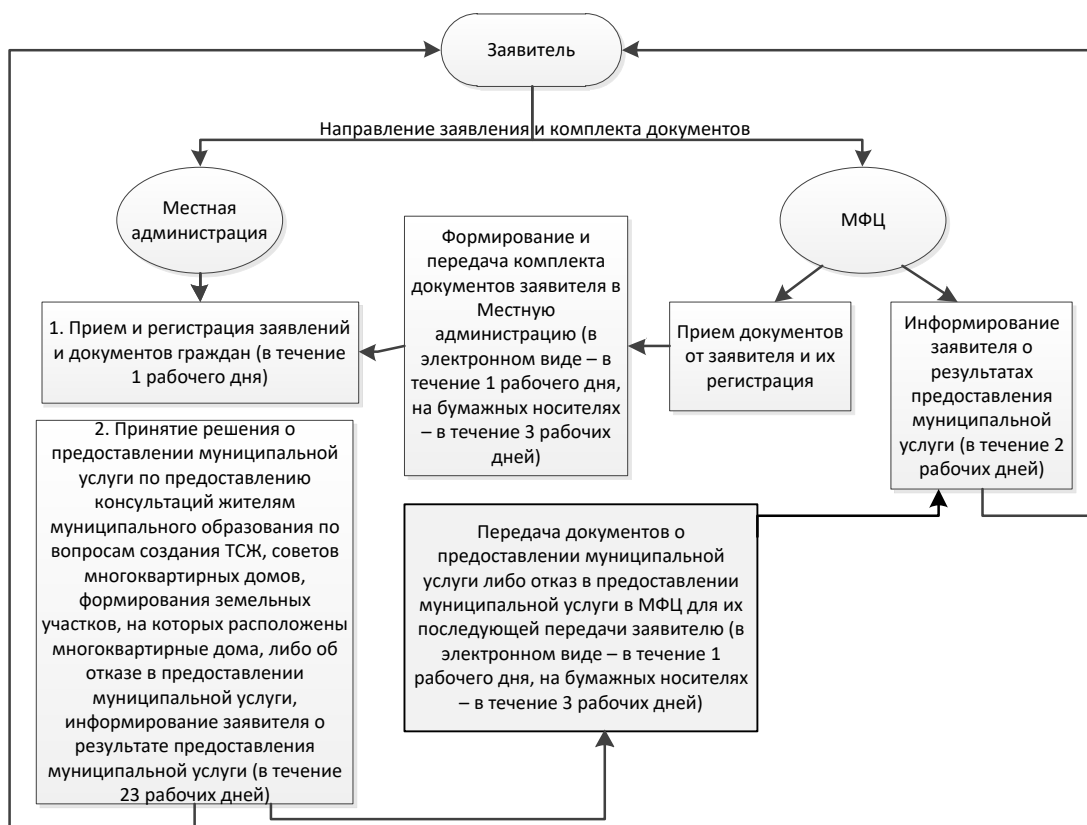 Заявитель
Направление заявления и комплекта документов
Местная
администрация
МФЦ
Формирование и
передача комплекта
документов заявителя в
Местную
администрацию (в
электронном виде – в
течение 1 рабочего дня,
на бумажных носителях
– в течение 3 рабочих
дней)
1. Прием и регистрация заявлений
и документов граждан (в течение
1 рабочего дня)
Прием документов
от заявителя и их
регистрация
Информирование
заявителя о
результатах
предоставления
муниципальной
услуги (в течение 2
рабочих дней)
2. Принятие решения о
предоставлении муниципальной
услуги по предоставлению
консультаций жителям
муниципального образования по
вопросам создания ТСЖ, советов
многоквартирных домов,
формирования земельных
участков, на которых расположены
многоквартирные дома, либо об
отказе в предоставлении
муниципальной услуги,
информирование заявителя о
результате предоставления
муниципальной услуги (в течение
23 рабочих дней)
Передача документов о
предоставлении муниципальной
услуги либо отказ в предоставлении
муниципальной услуги в МФЦ для их
последующей передачи заявителю (в
электронном виде – в течение 1
рабочего дня, на бумажных носителях
– в течение 3 рабочих дней)